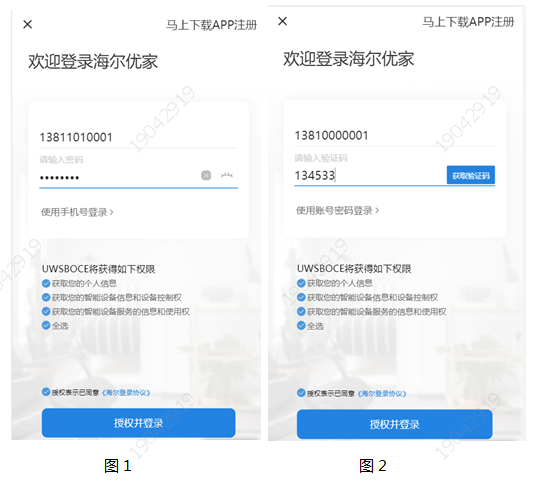 马上下载APP注册
欢迎登录海尔优家
13811010001
请输入密码
••••••••
使用手机号登录 >
UWSBOCE将获得如下权限
获取您的个人信息
获取您的智能设备信息和设备控制权
获取您的智能设备服务的信息和使用权
全选
授权表示已同意《海尔登录协议》
授权并登录
图 1
马上下载APP注册
欢迎登录海尔优家
13810000001
请输入验证码
134533
获取验证码
使用账号密码登录 >
UWSBOCE将获得如下权限
获取您的个人信息
获取您的智能设备信息和设备控制权
获取您的智能设备服务的信息和使用权
全选
授权表示已同意《海尔登录协议》
授权并登录
图 2
19042919
19042919
19042919
19042919
19042919
19042919